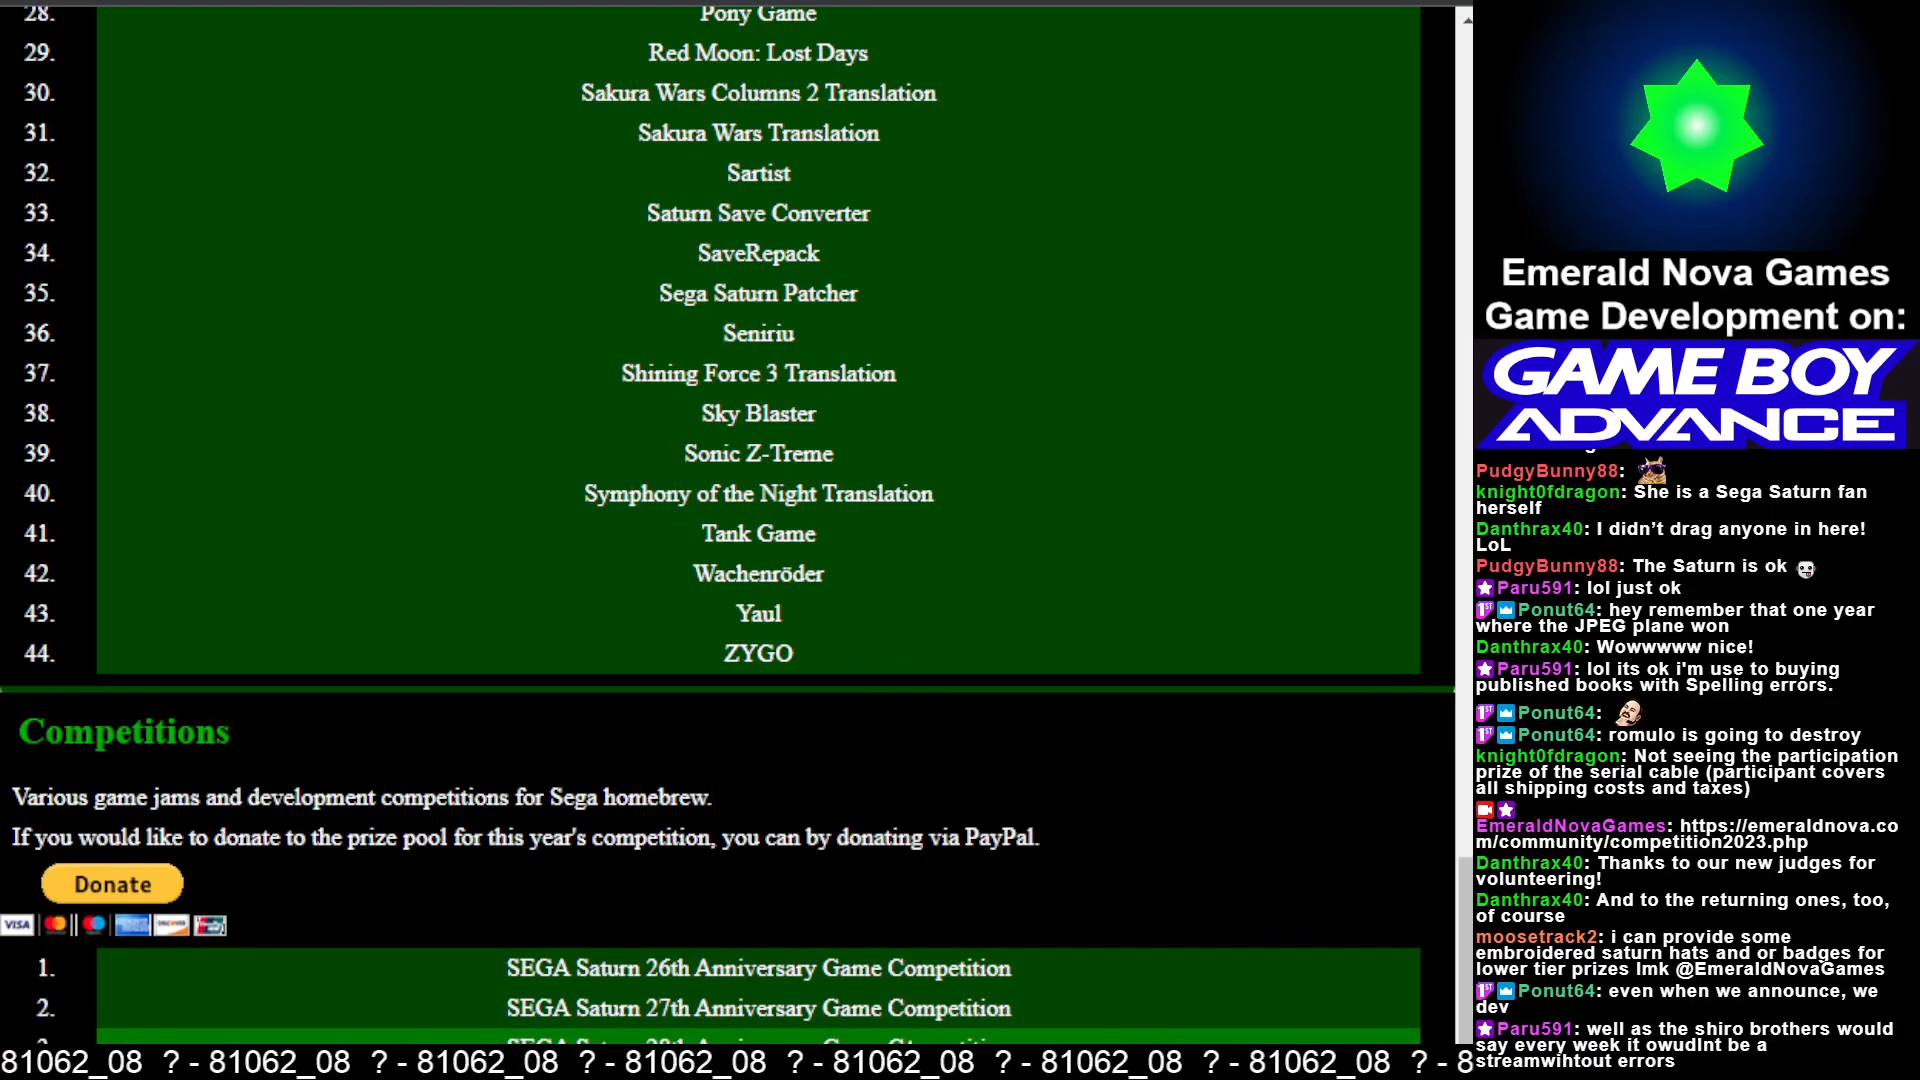 28. Pony Game
29. Red Moon: Lost Days
30. Sakura Wars Columns 2 Translation
31. Sakura Wars Translation
32. Sartist
33. Saturn Save Converter
34. SaveRepack
35. Sega Saturn Patcher
36. Seniriu
37. Shining Force 3 Translation
38. Sky Blaster
39. Sonic Z-Treme
40. Symphony of the Night Translation
41. Tank Game
42. Wachenröder
43. Yaul
44. ZYGO
Competitions
Various game jams and development competitions for Sega homebrew.
If you would like to donate to the prize pool for this year's competition, you can by donating via PayPal.
Donate
VISA
1. SEGA Saturn 26th Anniversary Game Competition
2. SEGA Saturn 27th Anniversary Game Competition
81062_08 ? - 81062_08 ? - 81062_08 ? - 81062_08 ? - 81062_08 ? - 81062_08 ? - 81062_08 ? - 8
Emerald Nova Games
Game Development on:
GAME BOY
ADVANCE
PudgyBunny88:
knight0fdragon: She is a Sega Saturn fan
herself
Danthrax40: I didn’t drag anyone in here!
LoL
PudgyBunny88: The Saturn is ok
Paru591: lol just ok
1ST Ponut64: hey remember that one year
where the JPEG plane won
Danthrax40: Wowwwww nice!
Paru591: lol its ok i'm use to buying
published books with Spelling errors.
1ST Ponut64:
1ST Ponut64: romulo is going to destroy
knight0fdragon: Not seeing the participation
prize of the serial cable (participant covers
all shipping costs and taxes)
EmeraldNovaGames: https://emeraldnova.co
m/community/competition2023.php
Danthrax40: Thanks to our new judges for
volunteering!
Danthrax40: And to the returning ones, too,
of course
moosetrack2: i can provide some
embroidered saturn hats and or badges for
lower tier prizes lmk @EmeraldNovaGames
1ST Ponut64: even when we announce, we
dev
Paru591: well as the shiro brothers would
say every week it owudlnt be a
streamwihtout errors